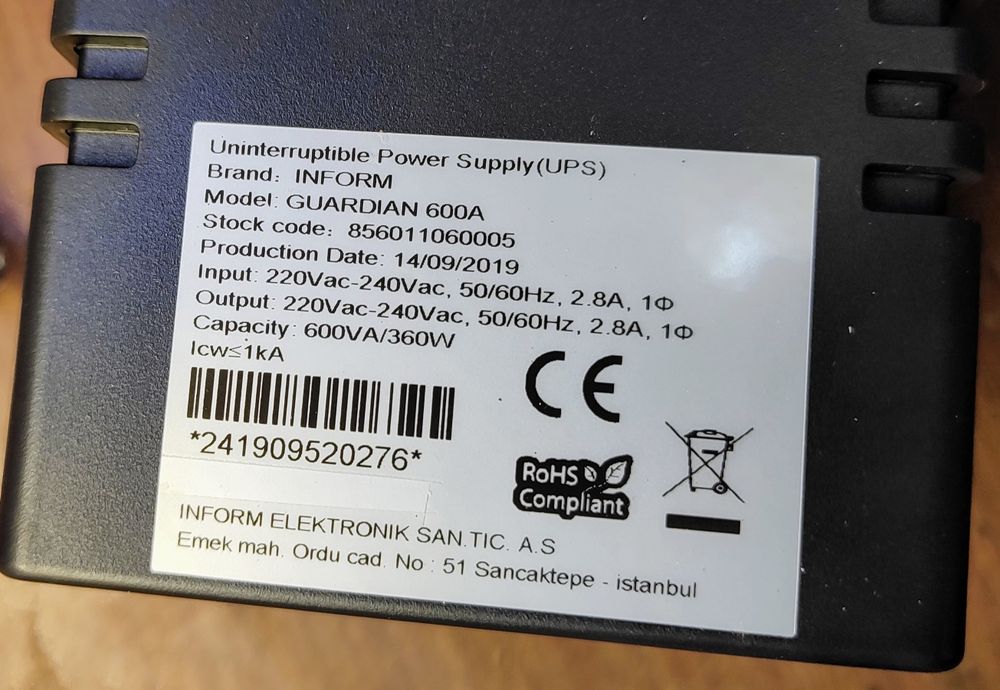 Uninterruptible Power Supply(UPS)
Brand: INFORM
Model: GUARDIAN 600A
Stock code: 856011060005
Production Date: 14/09/2019
Input: 220Vac-240Vac, 50/60Hz, 2.8A, 1Φ
Output: 220Vac-240Vac, 50/60Hz, 2.8A, 1Φ
Capacity: 600VA/360W
Icw≤1kA
CE
*241909520276*
RoHS
Compliant
INFORM ELEKTRONIK SAN.TIC. A.S
Emek mah. Ordu cad. No : 51 Sancaktepe - istanbul